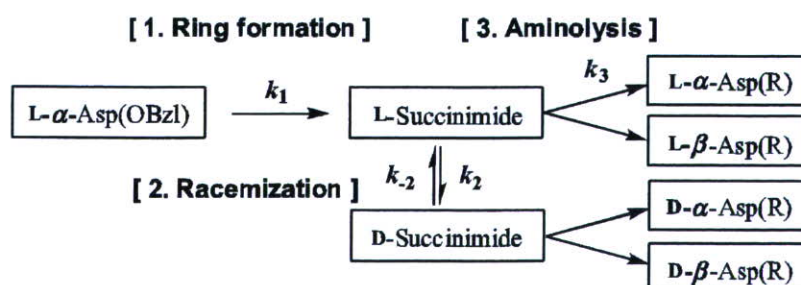 [ 1. Ring formation ] [ 3. Aminolysis ]
L-α-Asp(OBzl)
k1
L-Succinimide
k3
L-α-Asp(R)
L-β-Asp(R)
[ 2. Racemization ]
k-2
k2
D-Succinimide
D-α-Asp(R)
D-β-Asp(R)